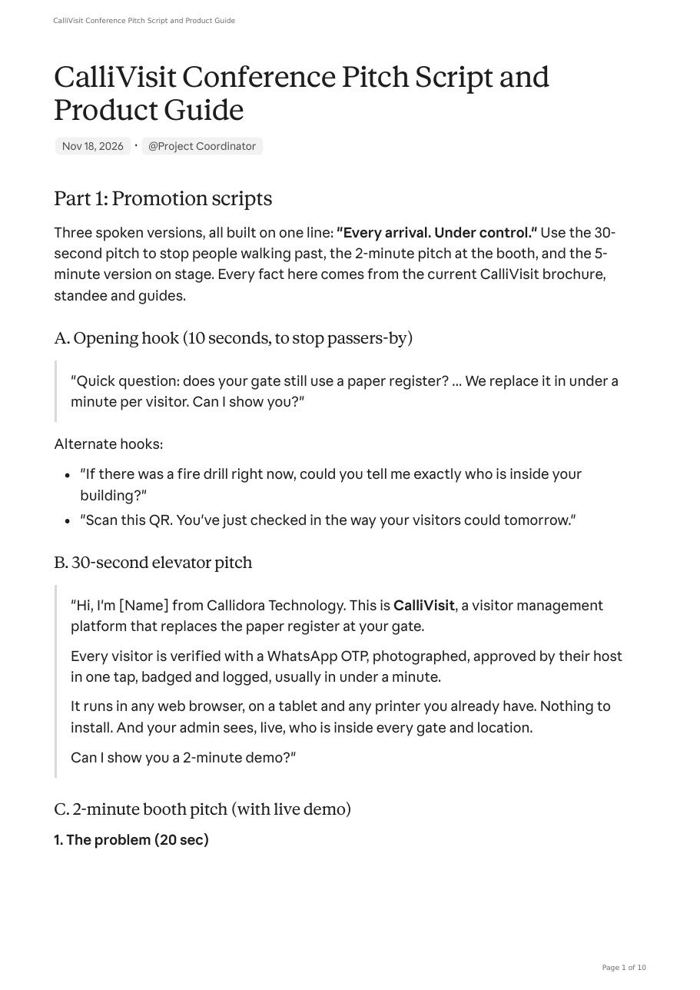 CalliVisit Conference Pitch Script and Product Guide
CalliVisit Conference Pitch Script and
Product Guide
Nov 18, 2026 · @Project Coordinator
Part 1: Promotion scripts
Three spoken versions, all built on one line: "Every arrival. Under control." Use the 30-
second pitch to stop people walking past, the 2-minute pitch at the booth, and the 5-
minute version on stage. Every fact here comes from the current CalliVisit brochure,
standee and guides.
A. Opening hook (10 seconds, to stop passers-by)
"Quick question: does your gate still use a paper register? ... We replace it in under a
minute per visitor. Can I show you?"
Alternate hooks:
• "If there was a fire drill right now, could you tell me exactly who is inside your
building?"
• "Scan this QR. You've just checked in the way your visitors could tomorrow."
B. 30-second elevator pitch
"Hi, I'm [Name] from Callidora Technology. This is CalliVisit, a visitor management
platform that replaces the paper register at your gate.
Every visitor is verified with a WhatsApp OTP, photographed, approved by their host
in one tap, badged and logged, usually in under a minute.
It runs in any web browser, on a tablet and any printer you already have. Nothing to
install. And your admin sees, live, who is inside every gate and location.
Can I show you a 2-minute demo?"
C. 2-minute booth pitch (with live demo)
1. The problem (20 sec)
Page 1 of 10